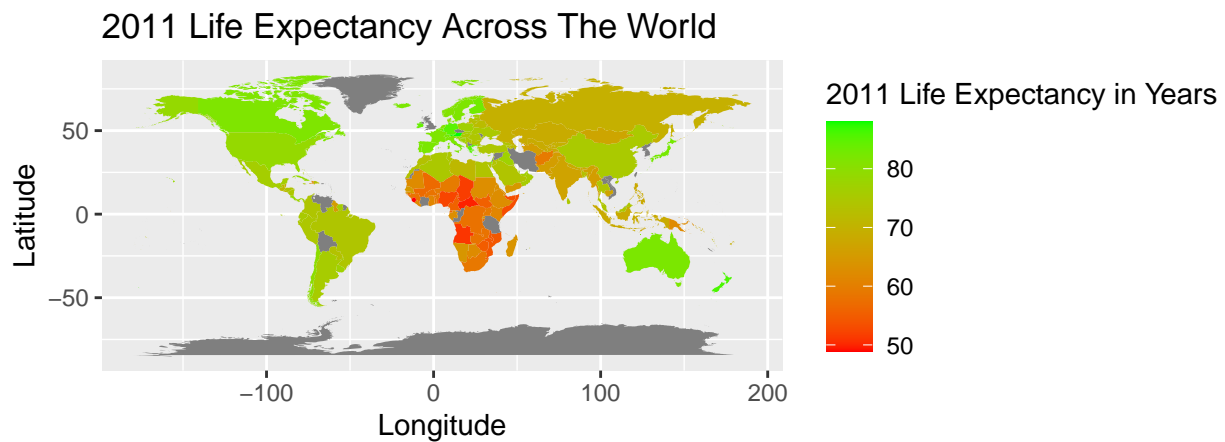 2011 Life Expectancy Across The World
2011 Life Expectancy in Years
80
70
60
50
Latitude
50
0
−50
−100
0
100
200
Longitude